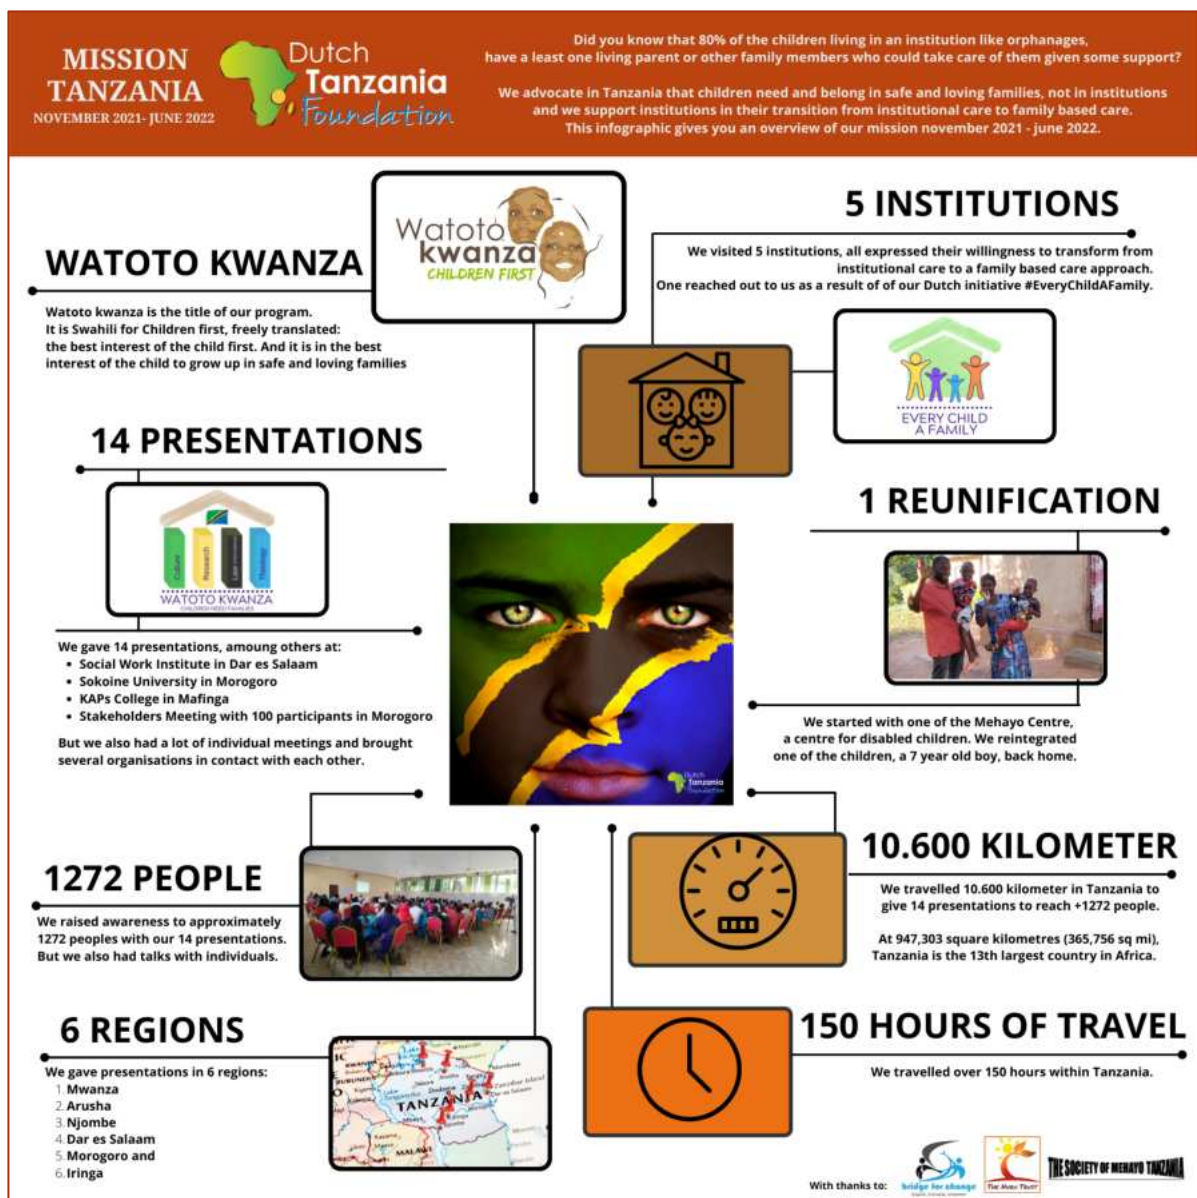 MISSION
TANZANIA
NOVEMBER 2021- JUNE 2022
Dutch
Tanzania
Foundation
Did you know that 80% of the children living in an institution like orphanages,
have a least one living parent or other family members who could take care of them given some support?
We advocate in Tanzania that children need and belong in safe and loving families, not in institutions
and we support institutions in their transition from institutional care to family based care.
This infographic gives you an overview of our mission november 2021 - june 2022.
WATOTO KWANZA
Watoto kwanza is the title of our program.
It is Swahili for Children first, freely translated:
the best interest of the child first. And it is in the best
interest of the child to grow up in safe and loving families
Watoto
kwanza
CHILDREN FIRST
5 INSTITUTIONS
We visited 5 institutions, all expressed their willingness to transform from
institutional care to a family based care approach.
One reached out to us as a result of of our Dutch initiative #EveryChildAFamily.
EVERY CHILD
A FAMILY
14 PRESENTATIONS
Culture
Research
Theology
WATOTO KWANZA
CHILDREN NEED FAMILIES
We gave 14 presentations, amoung others at:
• Social Work Institute in Dar es Salaam
• Sokoine University in Morogoro
• KAPs College in Mafinga
• Stakeholders Meeting with 100 participants in Morogoro
But we also had a lot of individual meetings and brought
several organisations in contact with each other.
1 REUNIFICATION
We started with one of the Mehayo Centre,
a centre for disabled children. We reintegrated
one of the children, a 7 year old boy, back home.
Dutch
Tanzania
Foundation
1272 PEOPLE
We raised awareness to approximately
1272 peoples with our 14 presentations.
But we also had talks with individuals.
10.600 KILOMETER
We travelled 10.600 kilometer in Tanzania to
give 14 presentations to reach +1272 people.
At 947,303 square kilometres (365,756 sq mi),
Tanzania is the 13th largest country in Africa.
6 REGIONS
We gave presentations in 6 regions:
1. Mwanza
2. Arusha
3. Njombe
4. Dar es Salaam
5. Morogoro and
6. Iringa
TANZANIA
MALAWI
150 HOURS OF TRAVEL
We travelled over 150 hours within Tanzania.
With thanks to:
bridge for change
THE SOCIETY OF MEHAYO TANZANIA